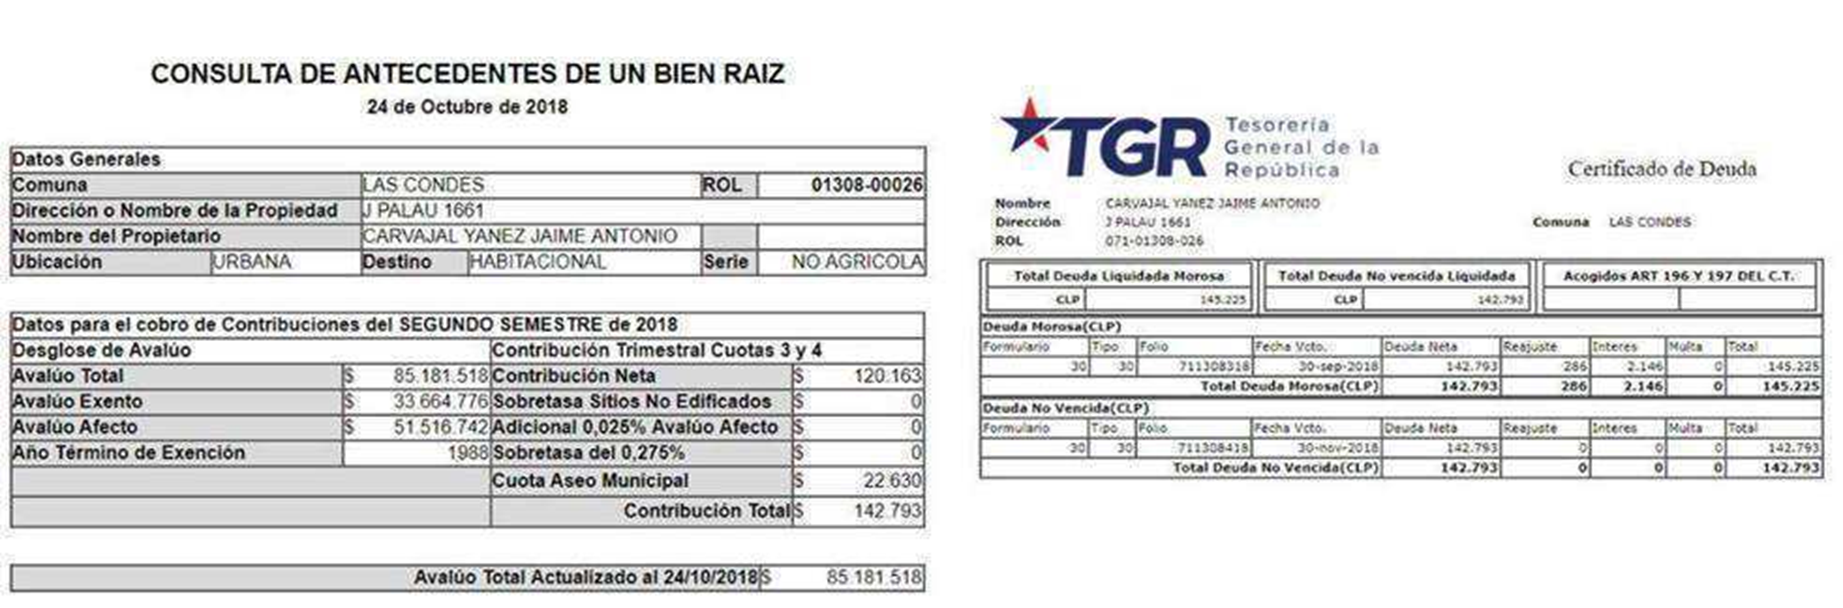 CONSULTA DE ANTECEDENTES DE UN BIEN RAIZ
24 de Octubre de 2018
Datos Generales
Comuna LAS CONDES ROL 01308-00026
Dirección o Nombre de la Propiedad J PALAU 1661
Nombre del Propietario CARVAJAL YANEZ JAIME ANTONIO
Ubicación URBANA Destino HABITACIONAL Serie NO AGRICOLA
Datos para el cobro de Contribuciones del SEGUNDO SEMESTRE de 2018
Desglose de Avalúo Contribución Trimestral Cuotas 3 y 4
Avalúo Total $ 85.181.518 Contribución Neta $ 120.163
Avalúo Exento $ 33.664.776 Sobretasa Sitios No Edificados $ 0
Avalúo Afecto $ 51.516.742 Adicional 0,025% Avalúo Afecto $ 0
Año Término de Exención 1988 Sobretasa del 0,275% $ 0
Cuota Aseo Municipal $ 22.630
Contribución Total $ 142.793
Avalúo Total Actualizado al 24/10/2018 $ 85.181.518
TGR Tesorería
General de la
República
Certificado de Deuda
Nombre CARVAJAL YANEZ JAIME ANTONIO
Dirección J PALAU 1661 Comuna LAS CONDES
ROL 071-01308-026
Total Deuda Liquidada Morosa Total Deuda No vencida Liquidada Acogidos ART 196 Y 197 DEL C.T.
CLP 145.225 CLP 142.793
Deuda Morosa(CLP)
Formulario Tipo Folio Fecha Vcto. Deuda Neta Reajuste Interes Multa Total
30 30 711308318 30-sep-2018 142.793 286 2.146 0 145.225
Total Deuda Morosa(CLP) 142.793 286 2.146 0 145.225
Deuda No Vencida(CLP)
Formulario Tipo Folio Fecha Vcto. Deuda Neta Reajuste Interes Multa Total
30 30 711308418 30-nov-2018 142.793 0 0 0 142.793
Total Deuda No Vencida(CLP) 142.793 0 0 0 142.793